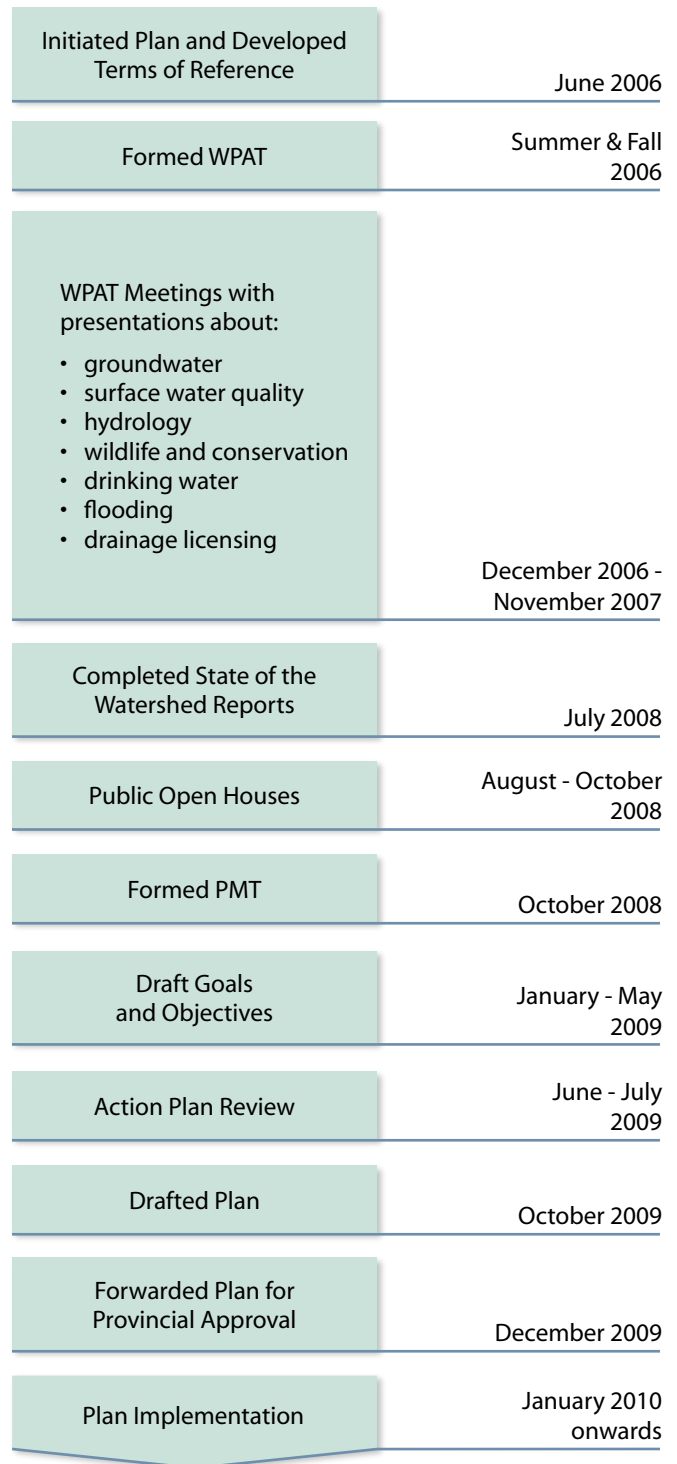 Initiated Plan and Developed
Terms of Reference
June 2006
Formed WPAT
Summer & Fall
2006
WPAT Meetings with
presentations about:
• groundwater
• surface water quality
• hydrology
• wildlife and conservation
• drinking water
• flooding
• drainage licensing
December 2006 -
November 2007
Completed State of the
Watershed Reports
July 2008
Public Open Houses
August - October
2008
Formed PMT
October 2008
Draft Goals
and Objectives
January - May
2009
Action Plan Review
June - July
2009
Drafted Plan
October 2009
Forwarded Plan for
Provincial Approval
December 2009
Plan Implementation
January 2010
onwards